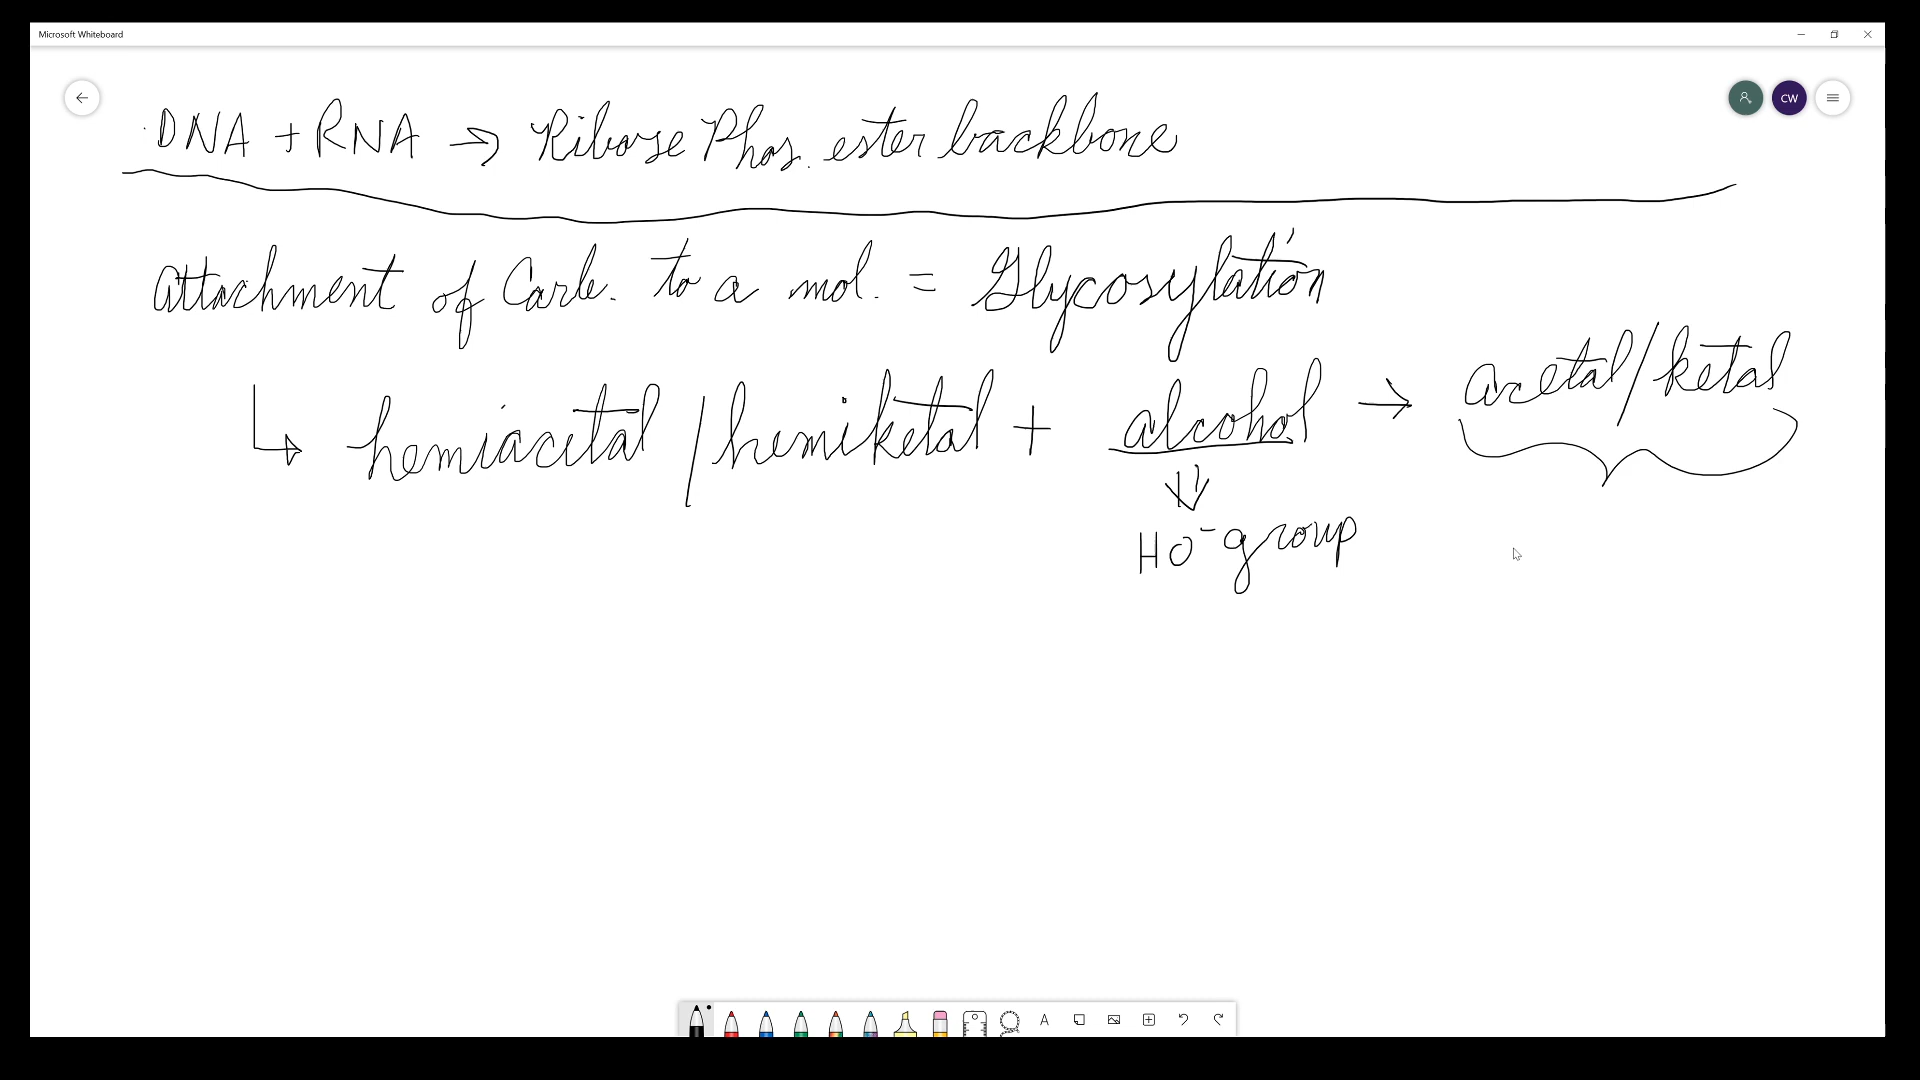 Microsoft Whiteboard
CW
DNA + RNA → Ribose Phos. ester backbone
attachment of Carb. to a mol. = Glycosylation
↳ hemiacetal / hemiketal + alcohol → acetal / ketal
⇓
HO- group
A